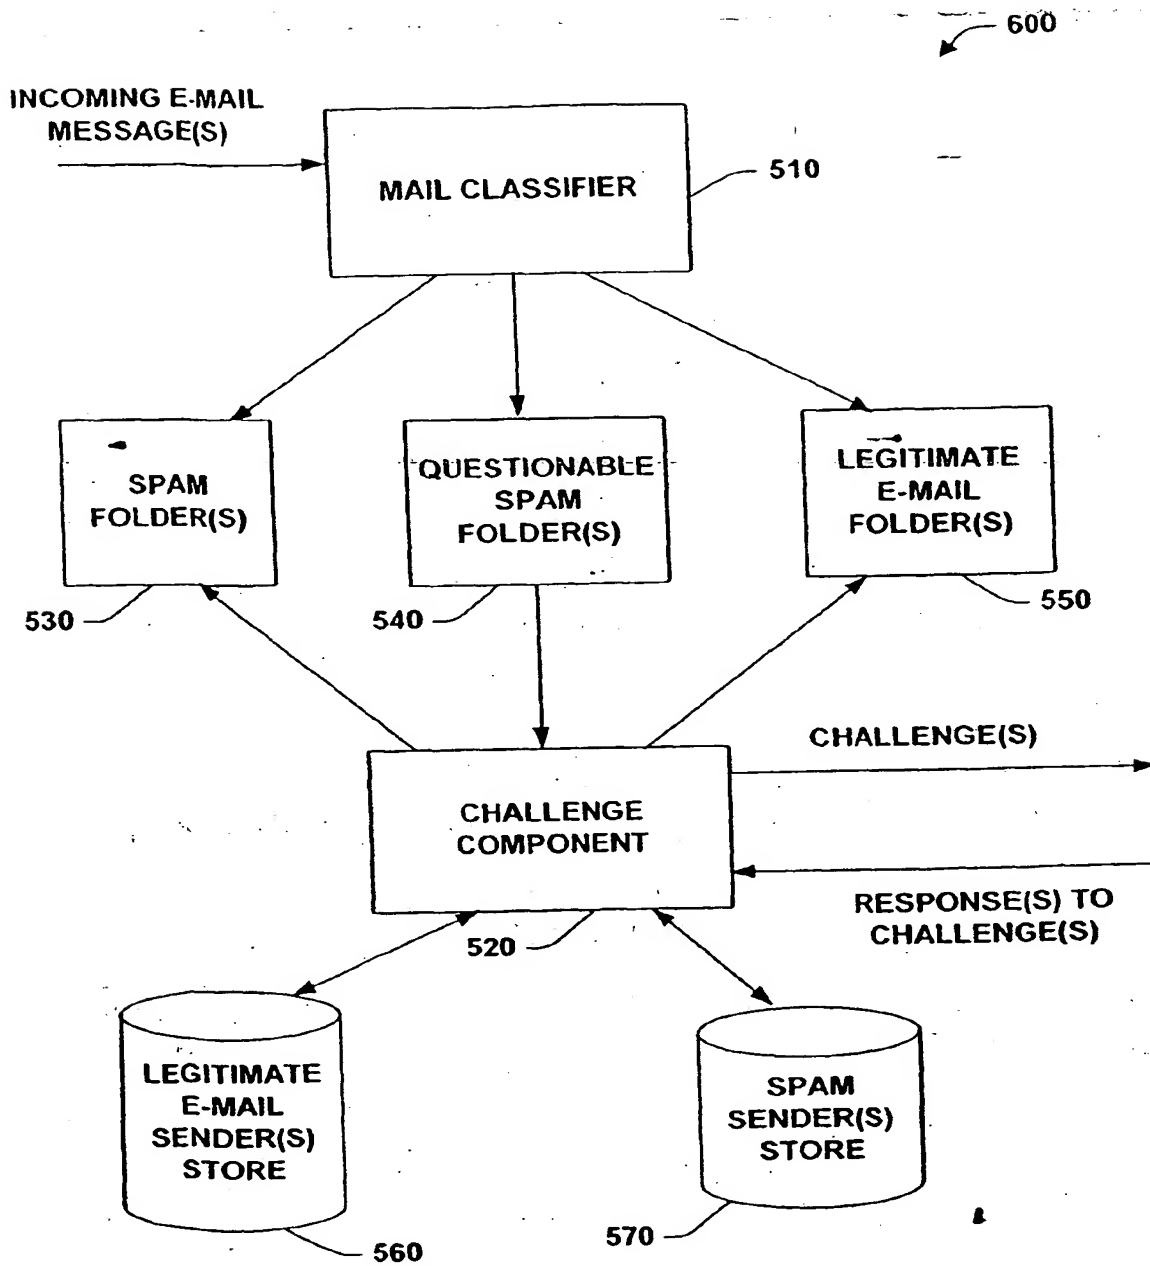 600
INCOMING E-MAIL
MESSAGE(S)
MAIL CLASSIFIER
510
SPAM
FOLDER(S)
QUESTIONABLE
SPAM
FOLDER(S)
LEGITIMATE
E-MAIL
FOLDER(S)
530
540
550
CHALLENGE(S)
CHALLENGE
COMPONENT
RESPONSE(S) TO
CHALLENGE(S)
520
LEGITIMATE
E-MAIL
SENDER(S)
STORE
SPAM
SENDER(S)
STORE
560
570